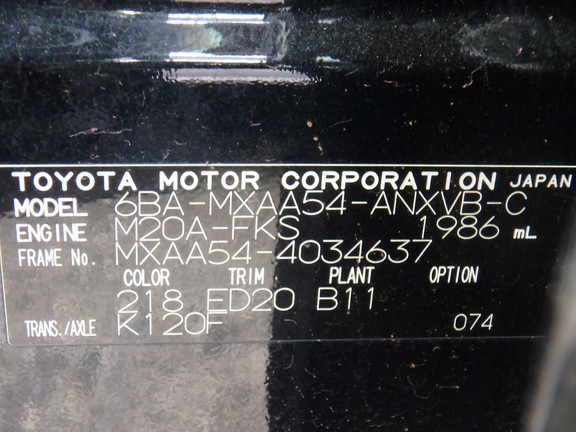 TOYOTA MOTOR CORPORATION JAPAN
MODEL 6BA-MXAA54-ANXVB-C
ENGINE M20A-FKS 1986 mL
FRAME No. MXAA54-4034637
COLOR TRIM PLANT OPTION
218 ED20 B11
TRANS./AXLE K120F 074